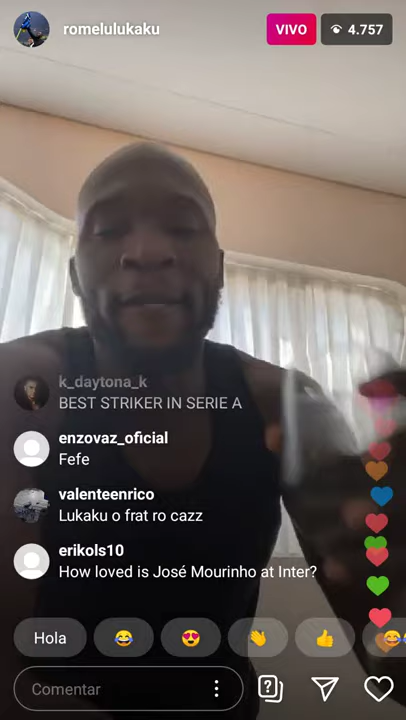 romelulukaku
VIVO
4.757
k_daytona_k
BEST STRIKER IN SERIE A
enzovaz_oficial
Fefe
valenteenrico
Lukaku o frat ro cazz
erikols10
How loved is José Mourinho at Inter?
Hola
Comentar